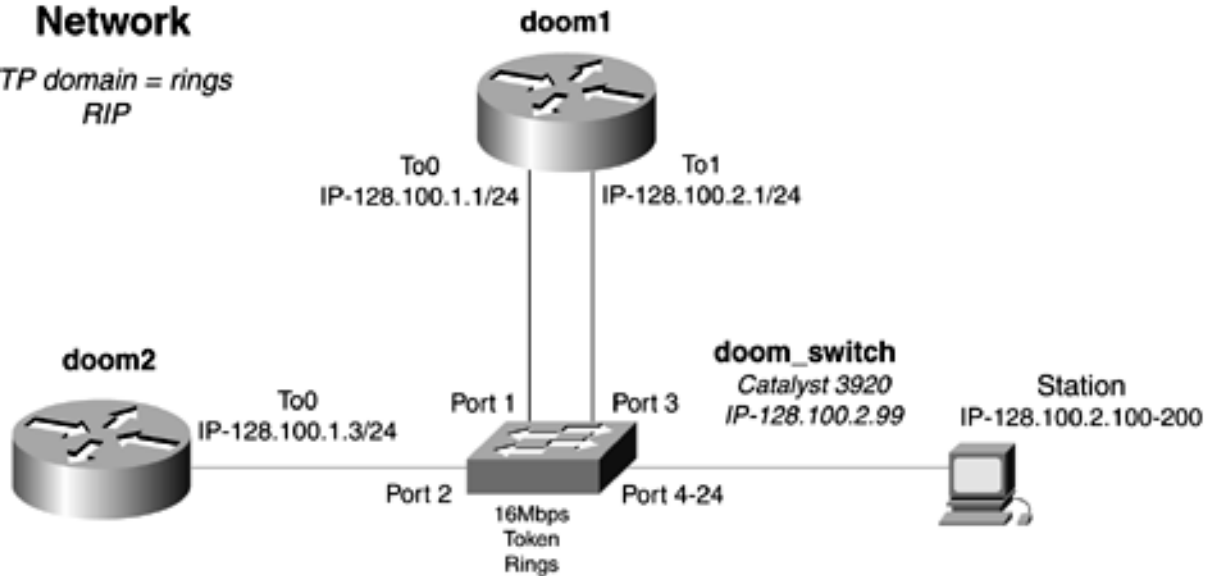 Network
TP domain = rings
RIP
doom1
To0
IP-128.100.1.1/24
To1
IP-128.100.2.1/24
doom2
To0
IP-128.100.1.3/24
Port 1
Port 3
Port 2
Port 4-24
16Mbps
Token
Rings
doom_switch
Catalyst 3920
IP-128.100.2.99
Station
IP-128.100.2.100-200